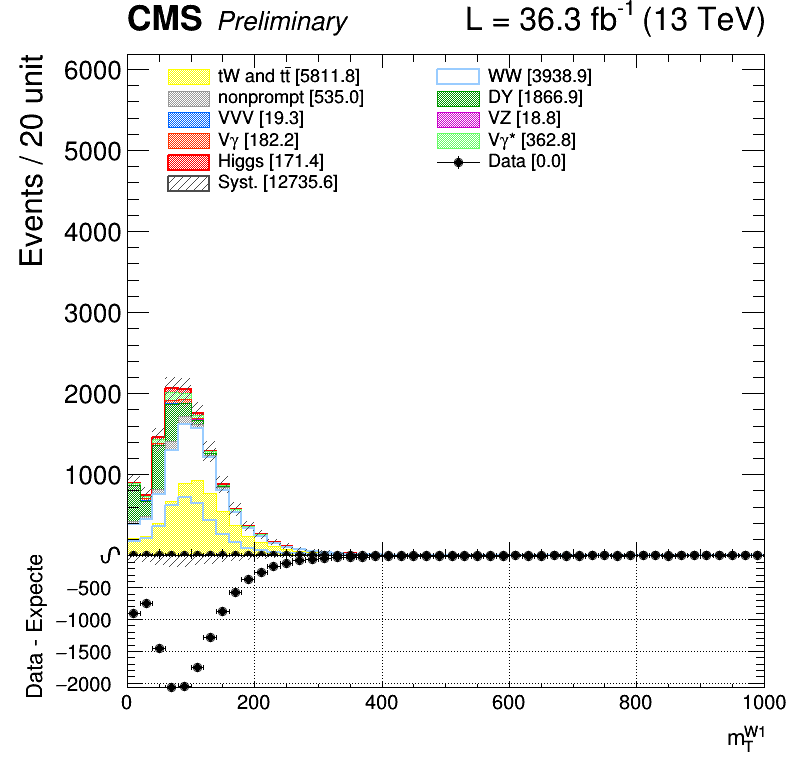 CMS Preliminary L = 36.3 fb⁻¹ (13 TeV)
Events / 20 unit
6000
5000
4000
3000
2000
1000
0
tW and tt̄ [5811.8]
nonprompt [535.0]
VVV [19.3]
Vγ [182.2]
Higgs [171.4]
Syst. [12735.6]
WW [3938.9]
DY [1866.9]
VZ [18.8]
Vγ* [362.8]
Data [0.0]
Data - Expecte
−500
−1000
−1500
−2000
0 200 400 600 800 1000
m_T^W1